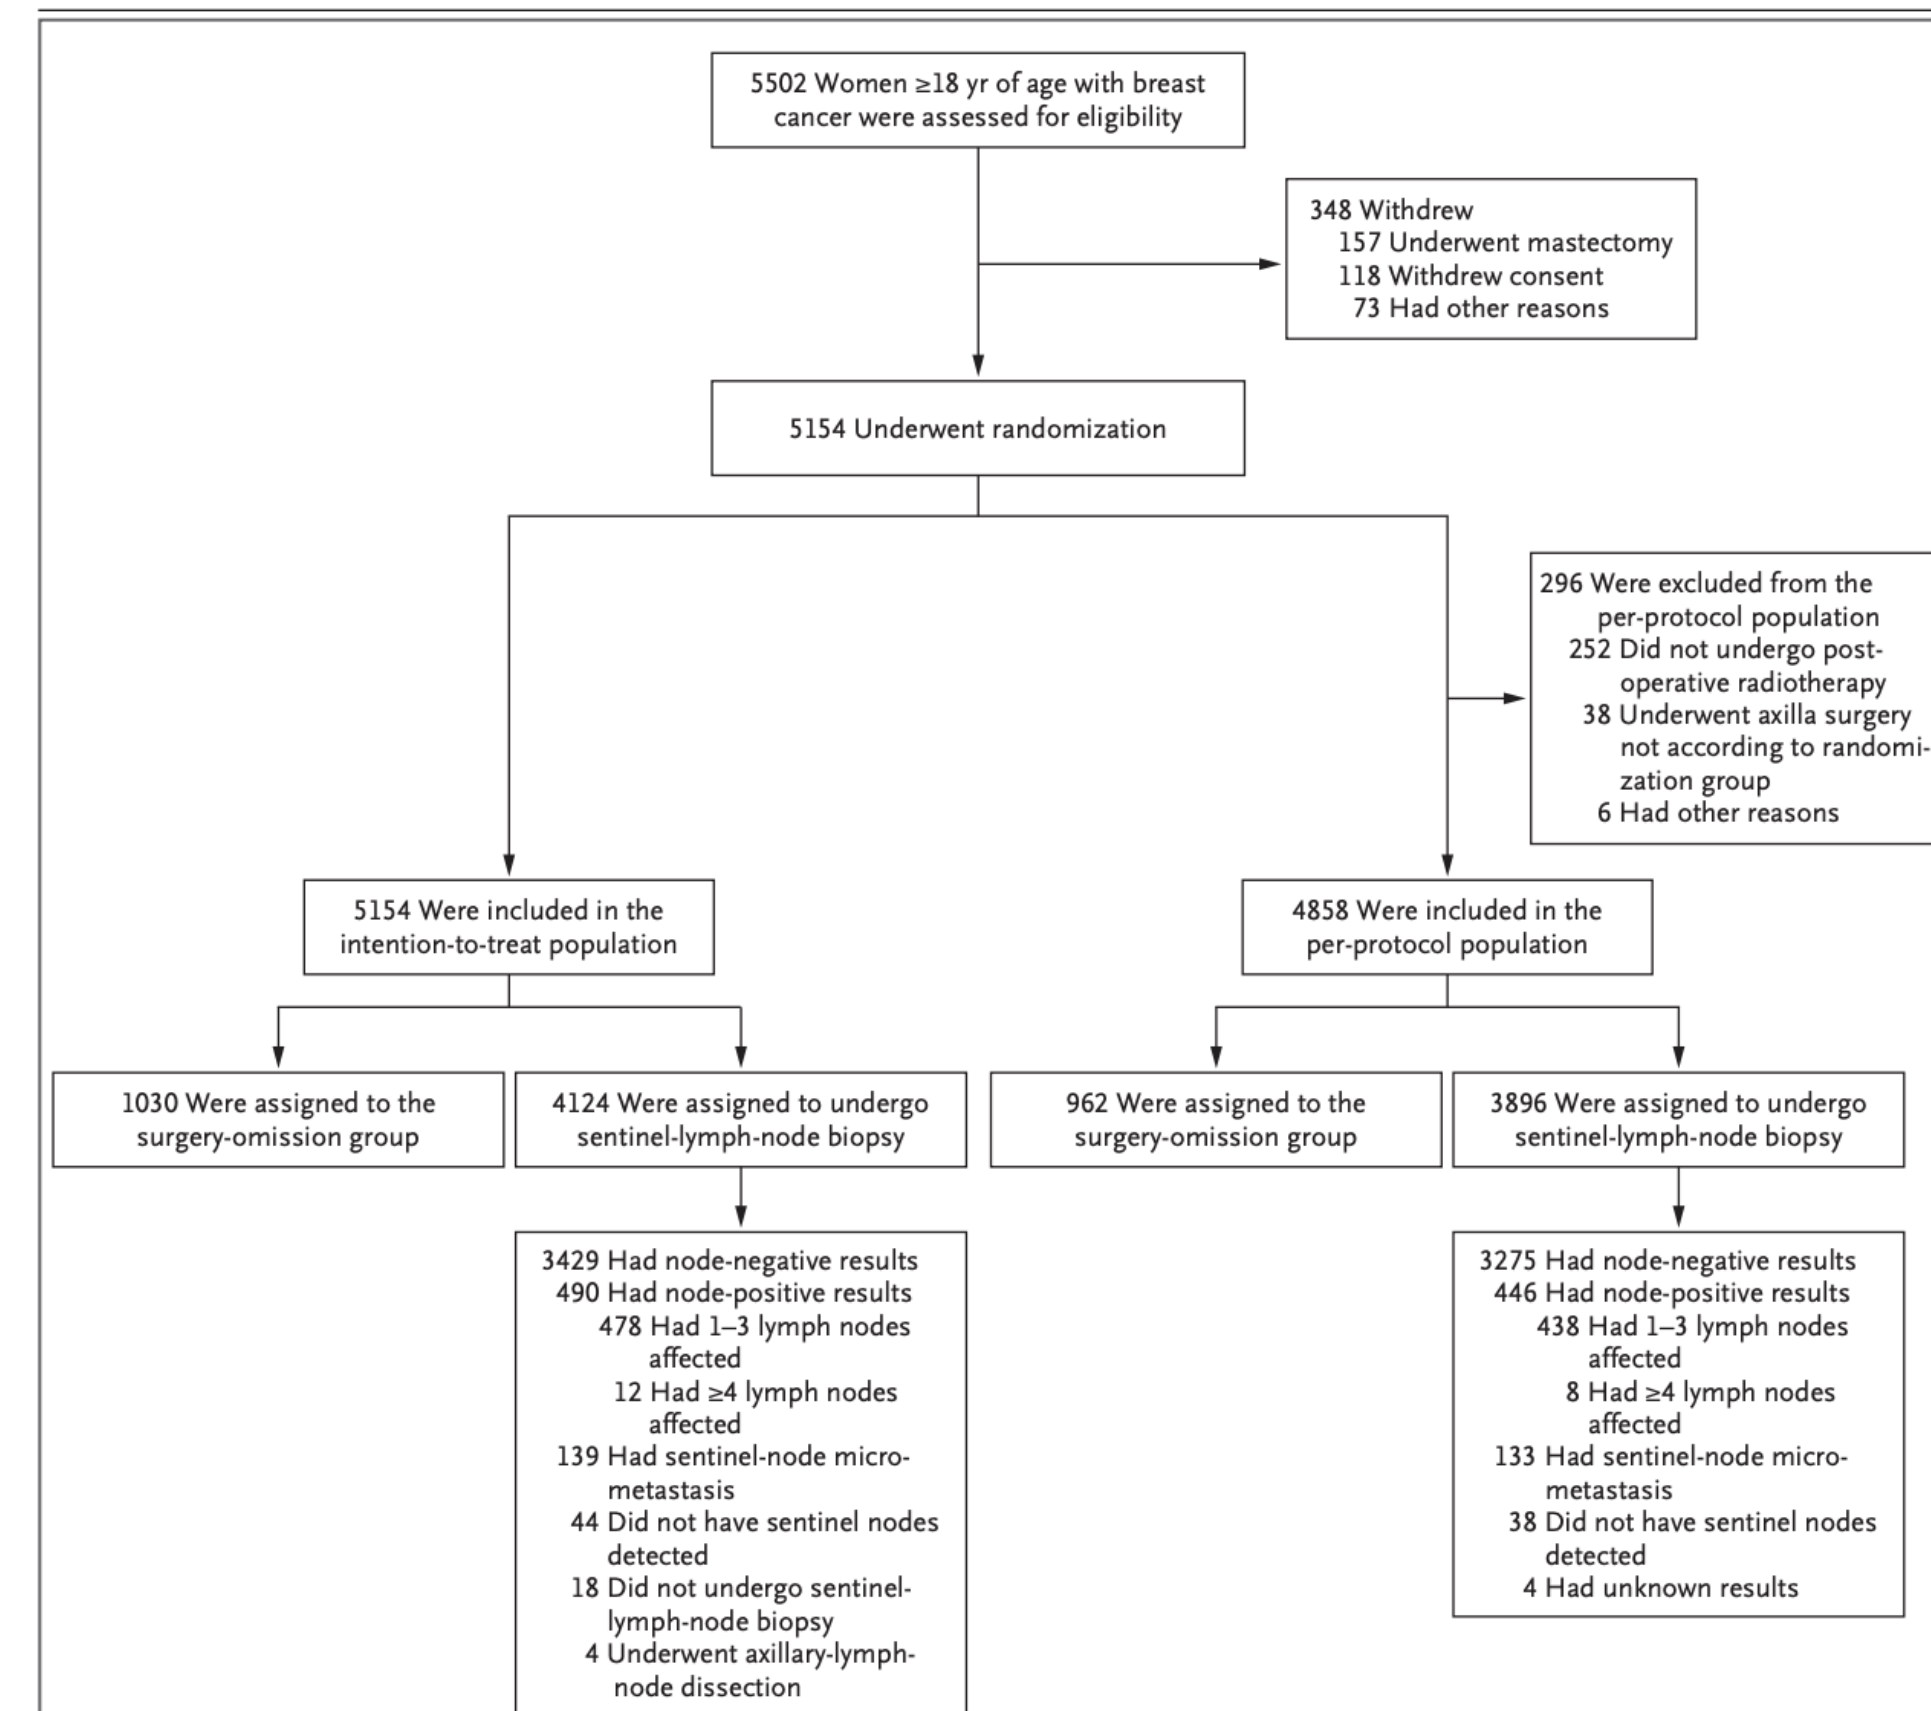 5502 Women ≥18 yr of age with breast
cancer were assessed for eligibility
348 Withdrew
157 Underwent mastectomy
118 Withdrew consent
73 Had other reasons
5154 Underwent randomization
296 Were excluded from the
per-protocol population
252 Did not undergo post-
operative radiotherapy
38 Underwent axilla surgery
not according to randomi-
zation group
6 Had other reasons
5154 Were included in the
intention-to-treat population
4858 Were included in the
per-protocol population
1030 Were assigned to the
surgery-omission group
4124 Were assigned to undergo
sentinel-lymph-node biopsy
962 Were assigned to the
surgery-omission group
3896 Were assigned to undergo
sentinel-lymph-node biopsy
3429 Had node-negative results
490 Had node-positive results
478 Had 1–3 lymph nodes
affected
12 Had ≥4 lymph nodes
affected
139 Had sentinel-node micro-
metastasis
44 Did not have sentinel nodes
detected
18 Did not undergo sentinel-
lymph-node biopsy
4 Underwent axillary-lymph-
node dissection
3275 Had node-negative results
446 Had node-positive results
438 Had 1–3 lymph nodes
affected
8 Had ≥4 lymph nodes
affected
133 Had sentinel-node micro-
metastasis
38 Did not have sentinel nodes
detected
4 Had unknown results